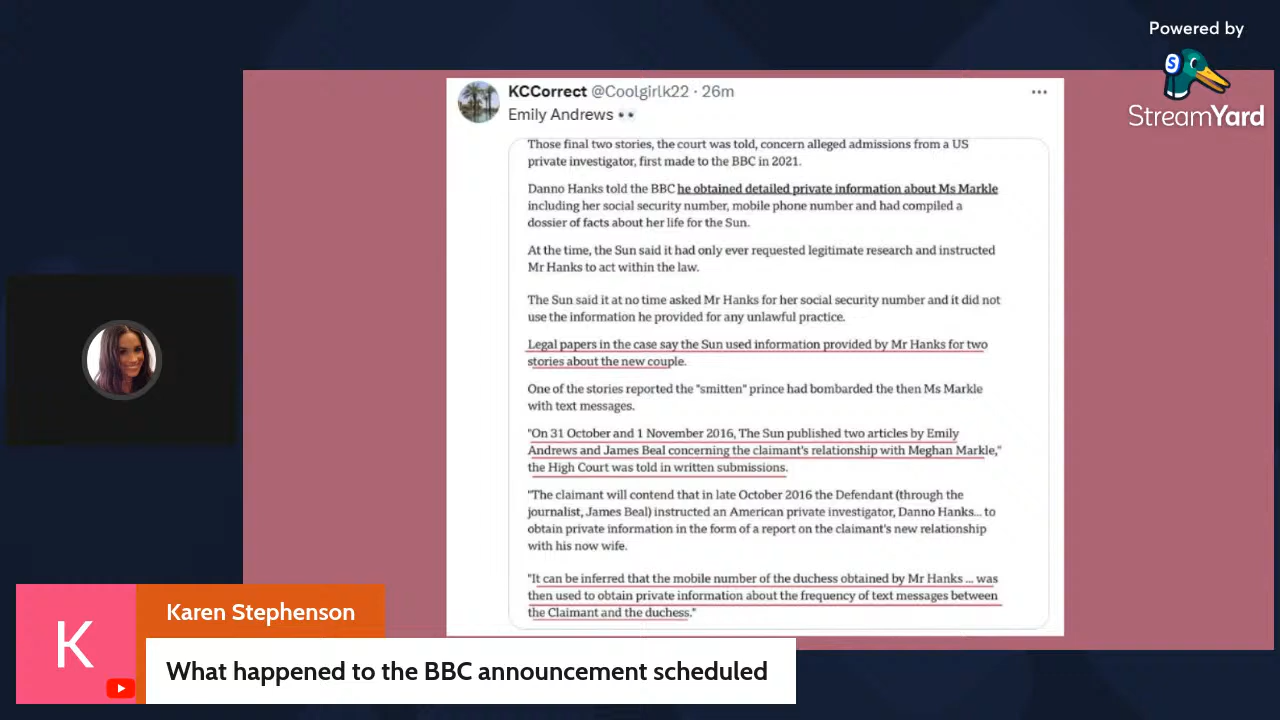 Powered by
S
StreamYard
KCCorrect @Coolgirlk22 · 26m
Emily Andrews 👀
Those final two stories, the court was told, concern alleged admissions from a US
private investigator, first made to the BBC in 2021.
Danno Hanks told the BBC he obtained detailed private information about Ms Markle
including her social security number, mobile phone number and had compiled a
dossier of facts about her life for the Sun.
At the time, the Sun said it had only ever requested legitimate research and instructed
Mr Hanks to act within the law.
The Sun said it at no time asked Mr Hanks for her social security number and it did not
use the information he provided for any unlawful practice.
Legal papers in the case say the Sun used information provided by Mr Hanks for two
stories about the new couple.
One of the stories reported the "smitten" prince had bombarded the then Ms Markle
with text messages.
"On 31 October and 1 November 2016, The Sun published two articles by Emily
Andrews and James Beal concerning the claimant's relationship with Meghan Markle,"
the High Court was told in written submissions.
"The claimant will contend that in late October 2016 the Defendant (through the
journalist, James Beal) instructed an American private investigator, Danno Hanks... to
obtain private information in the form of a report on the claimant's new relationship
with his now wife.
"It can be inferred that the mobile number of the duchess obtained by Mr Hanks ... was
then used to obtain private information about the frequency of text messages between
the Claimant and the duchess."
K
Karen Stephenson
What happened to the BBC announcement scheduled